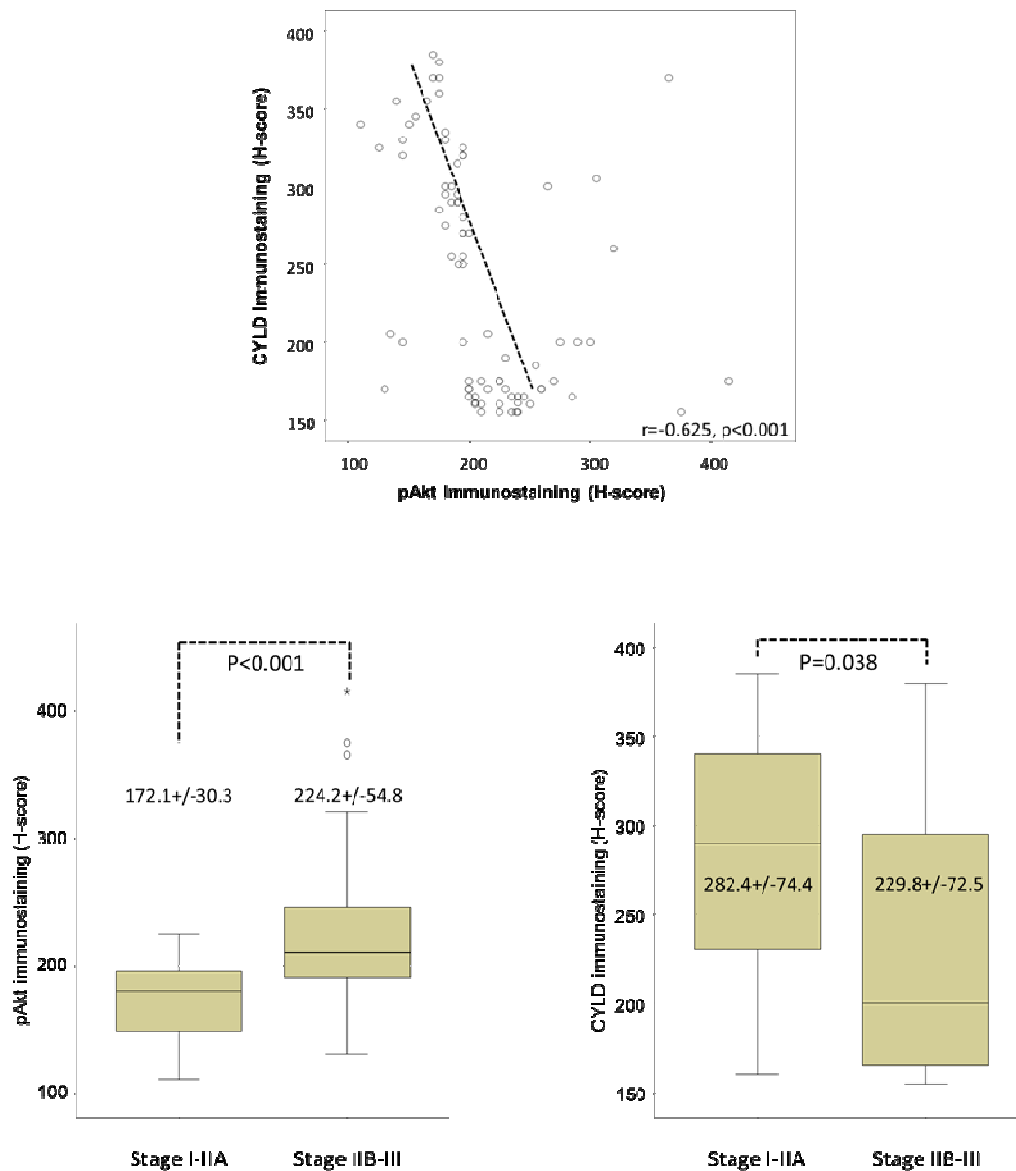 400
350
300
250
200
150
CYLD Immunostaining (H-score)
r=-0.625, p<0.001
100 200 300 400
pAkt Immunostaining (H-score)
P<0.001
*
400
300
200
100
172.1+/-30.3 224.2+/-54.8
pAkt immunostaining (H-score)
Stage I-IIA Stage IIB-III
P=0.038
400
350
300
250
200
150
282.4+/-74.4 229.8+/-72.5
CYLD immunostaining (H-score)
Stage I-IIA Stage IIB-III